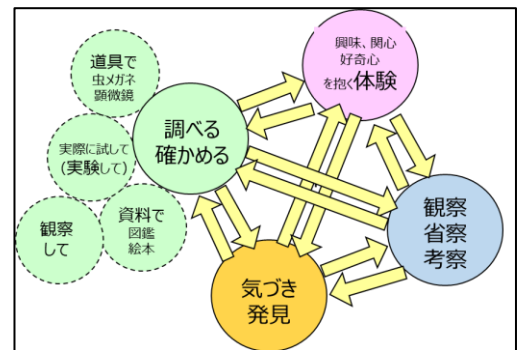 道具で
虫メガネ
顕微鏡
興味、関心
好奇心
を抱く体験
調べる
確かめる
実際に試して
(実験して)
資料で
図鑑
絵本
観察
して
観察
省察
考察
気づき
発見